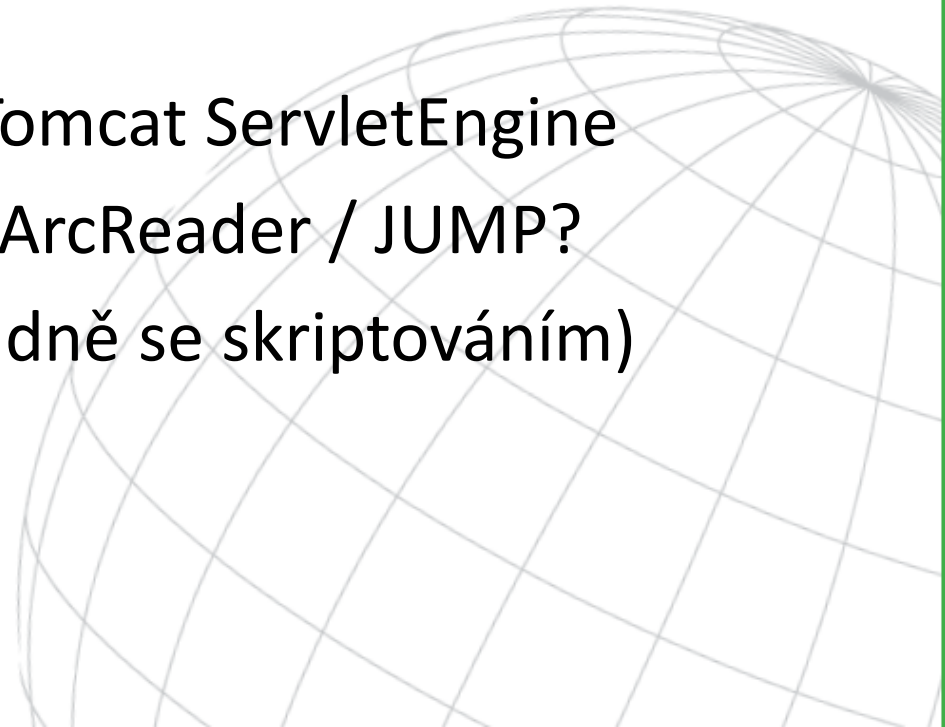 omcat ServletEngine
ArcReader / JUMP?
dně se skriptováním)